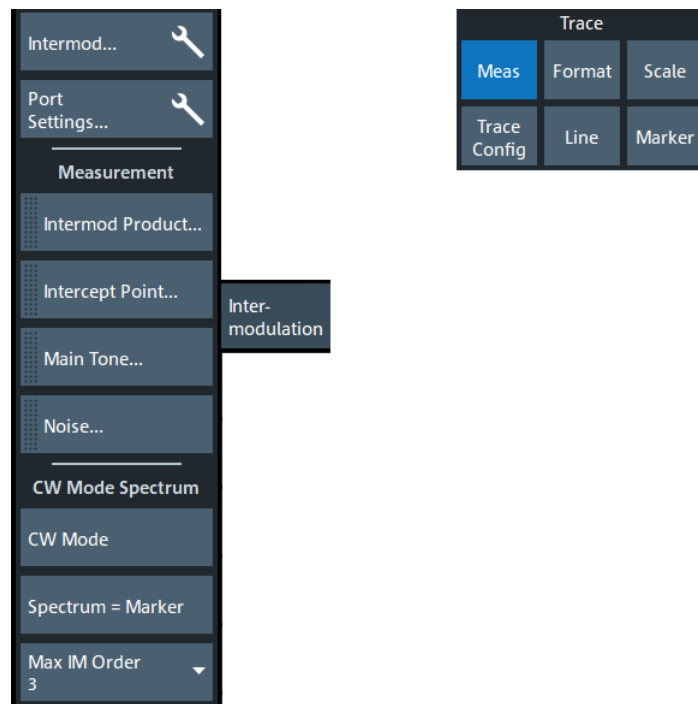 Intermod...
Port
Settings...
Measurement
Intermod Product...
Intercept Point...
Main Tone...
Noise...
CW Mode Spectrum
CW Mode
Spectrum = Marker
Max IM Order
3
Inter-
modulation
Trace
Meas
Format
Scale
Trace
Config
Line
Marker